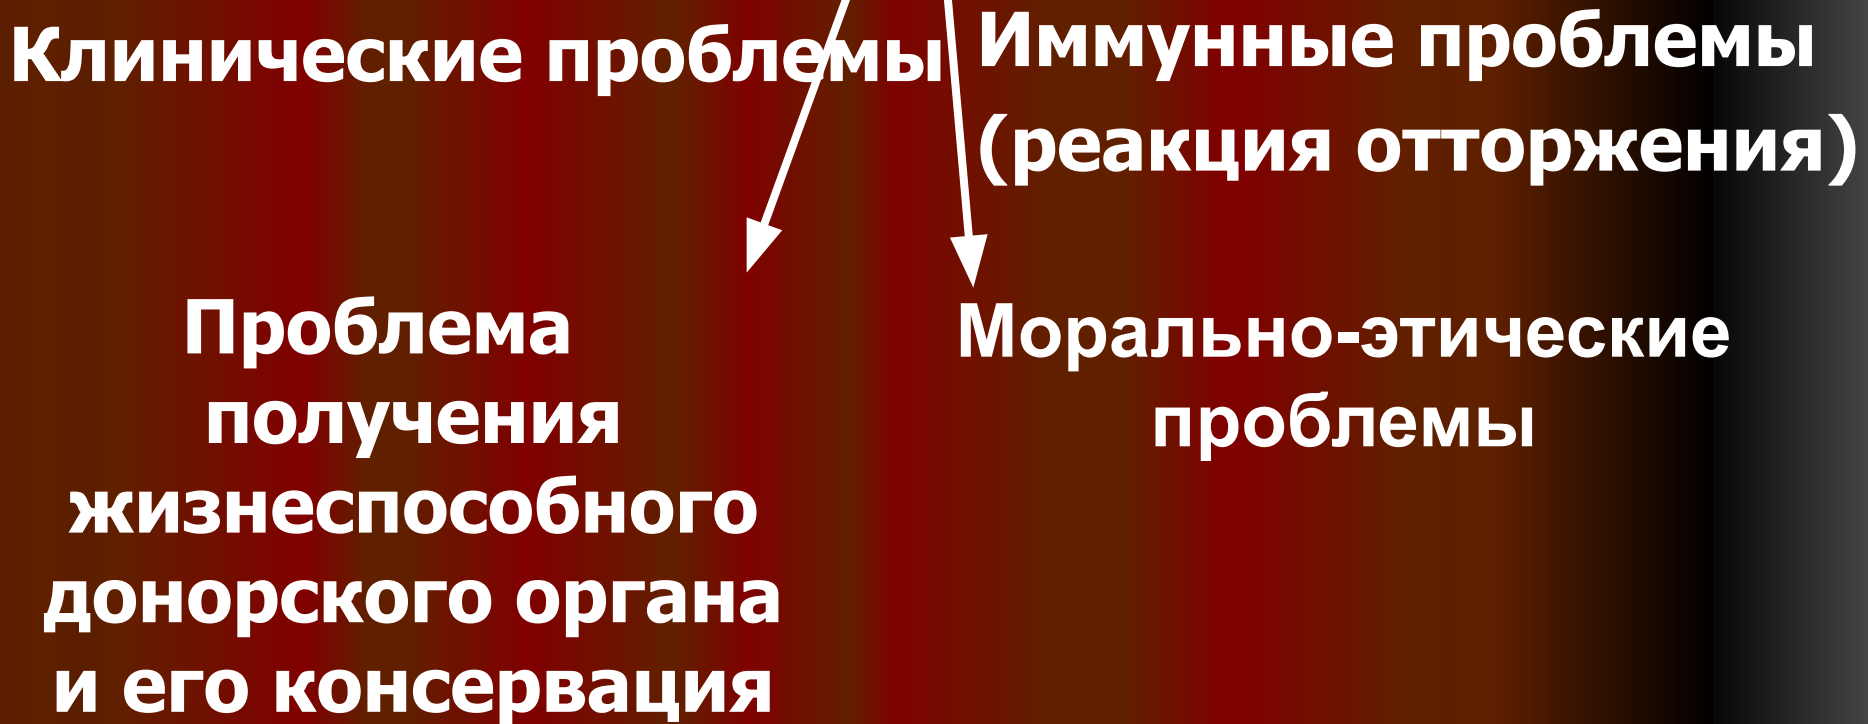 Клинические проблемы
Иммунные проблемы
(реакция отторжения)
Проблема
получения
жизнеспособного
донорского органа
и его консервация
Морально-этические
проблемы